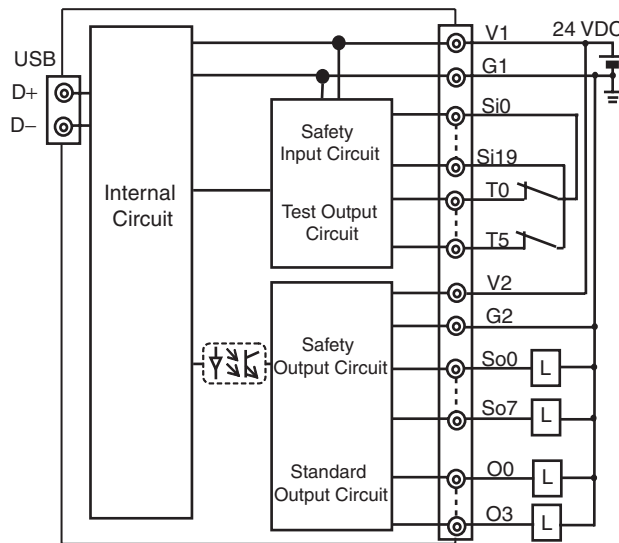 V1
24 VDC
USB
G1
D+
Si0
D−
Safety
Input Circuit
Si19
Internal
Circuit
T0
Test Output
Circuit
T5
V2
G2
Safety
Output Circuit
So0
L
So7
L
Standard
Output Circuit
O0
L
O3
L